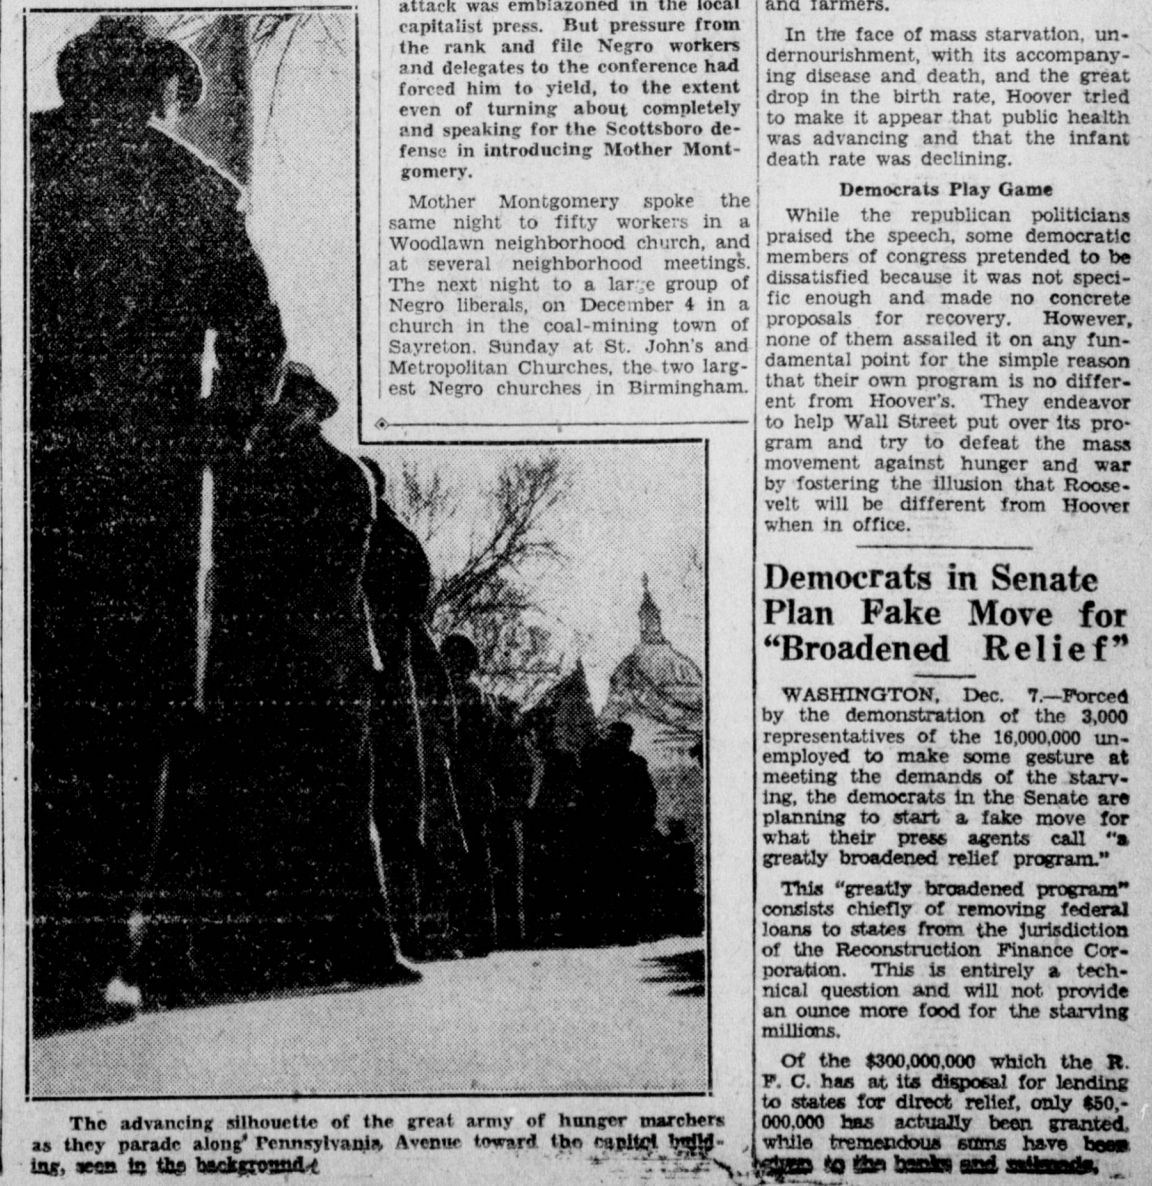 attack was emblazoned in the local
capitalist press. But pressure from
the rank and file Negro workers
and delegates to the conference had
forced him to yield, to the extent
even of turning about completely
and speaking for the Scottsboro de-
fense in introducing Mother Mont-
gomery.
Mother Montgomery spoke the
same night to fifty workers in a
Woodlawn neighborhood church, and
at several neighborhood meetings.
The next night to a large group of
Negro liberals, on December 4 in a
church in the coal-mining town of
Sayreton. Sunday at St. John's and
Metropolitan Churches, the two larg-
est Negro churches in Birmingham.
The advancing silhouette of the great army of hunger marchers
as they parade along Pennsylvania Avenue toward the capitol build-
ing, seen in the background.
and farmers.
In the face of mass starvation, un-
dernourishment, with its accompany-
ing disease and death, and the great
drop in the birth rate, Hoover tried
to make it appear that public health
was advancing and that the infant
death rate was declining.
Democrats Play Game
While the republican politicians
praised the speech, some democratic
members of congress pretended to be
dissatisfied because it was not speci-
fic enough and made no concrete
proposals for recovery. However,
none of them assailed it on any fun-
damental point for the simple reason
that their own program is no differ-
ent from Hoover's. They endeavor
to help Wall Street put over its pro-
gram and try to defeat the mass
movement against hunger and war
by fostering the illusion that Roose-
velt will be different from Hoover
when in office.
Democrats in Senate
Plan Fake Move for
"Broadened Relief"
WASHINGTON, Dec. 7.—Forced
by the demonstration of the 3,000
representatives of the 16,000,000 un-
employed to make some gesture at
meeting the demands of the starv-
ing, the democrats in the Senate are
planning to start a fake move for
what their press agents call "a
greatly broadened relief program."
This "greatly broadened program"
consists chiefly of removing federal
loans to states from the jurisdiction
of the Reconstruction Finance Cor-
poration. This is entirely a tech-
nical question and will not provide
an ounce more food for the starving
millions.
Of the $300,000,000 which the R.
F. C. has at its disposal for lending
to states for direct relief, only $50,-
000,000 has actually been granted,
while tremendous sums have been
given to the banks and railroads.